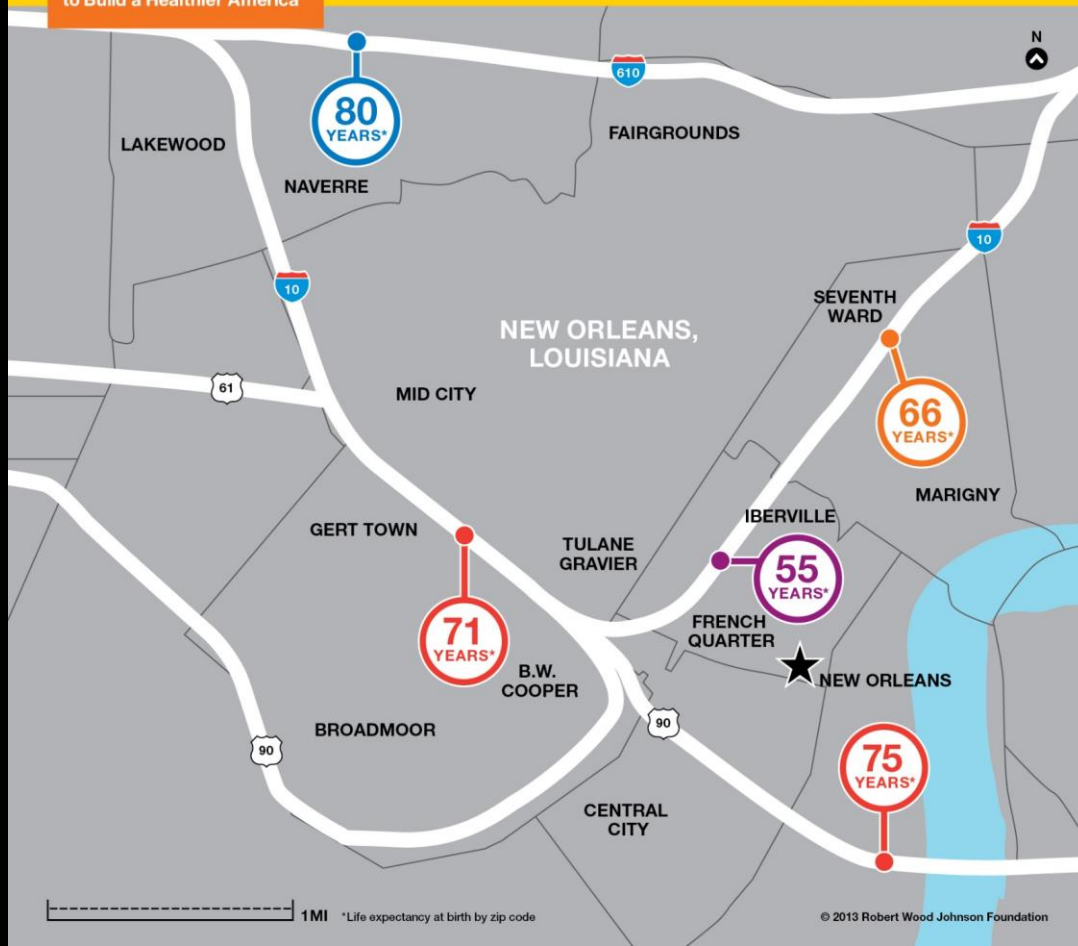 to Build a Healthier America
N
610
80
YEARS*
LAKEWOOD
FAIRGROUNDS
NAVERRE
10
10
SEVENTH
WARD
NEW ORLEANS,
LOUISIANA
61
MID CITY
66
YEARS*
MARIGNY
IBERVILLE
GERT TOWN
TULANE
GRAVIER
55
YEARS*
71
YEARS*
FRENCH
QUARTER
B.W.
COOPER
NEW ORLEANS
BROADMOOR
90
90
75
YEARS*
CENTRAL
CITY
1MI
*Life expectancy at birth by zip code
© 2013 Robert Wood Johnson Foundation